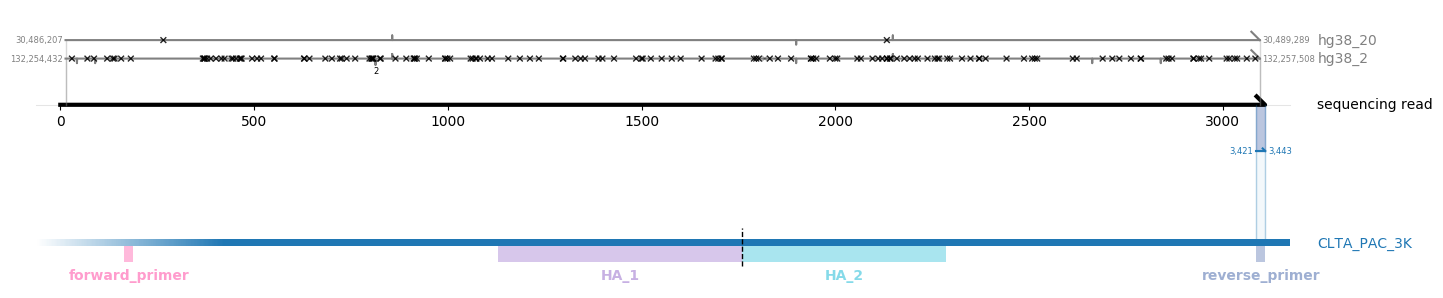 30,486,207 30,489,289 hg38_20
132,254,432 132,257,508 hg38_2
2
sequencing read
0 500 1000 1500 2000 2500 3000
3,421 3,443
CLTA_PAC_3K
forward_primer HA_1 HA_2 reverse_primer